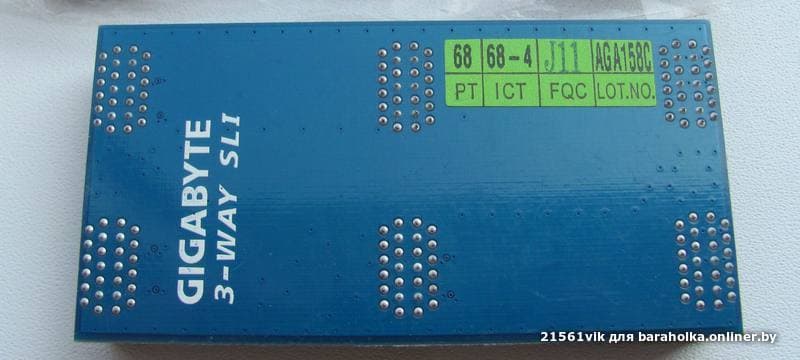 68 68-4 J11 AGA158C
PT ICT FQC LOT.NO.
GIGABYTE
3-WAY SLI
21561vik для baraholka.onliner.by